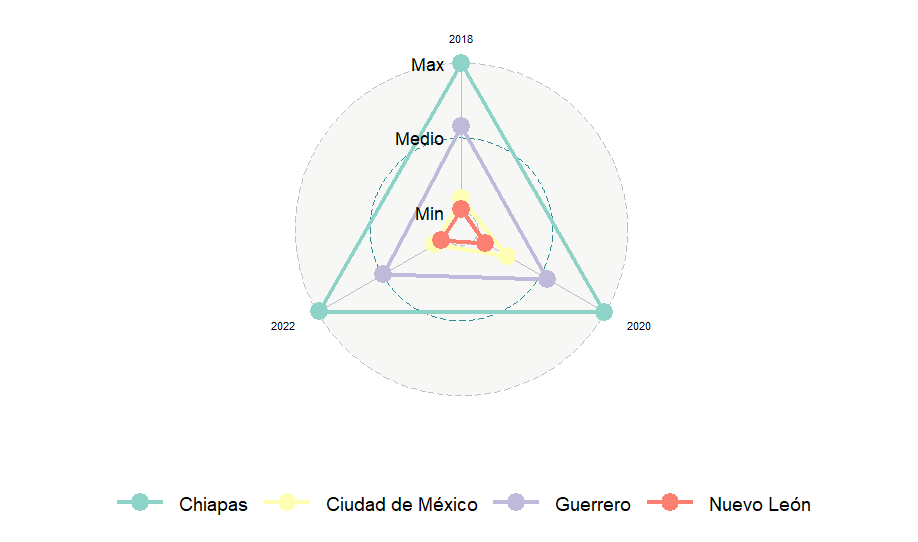 2018
Max
Medio
Min
2022
2020
Chiapas
Ciudad de México
Guerrero
Nuevo León